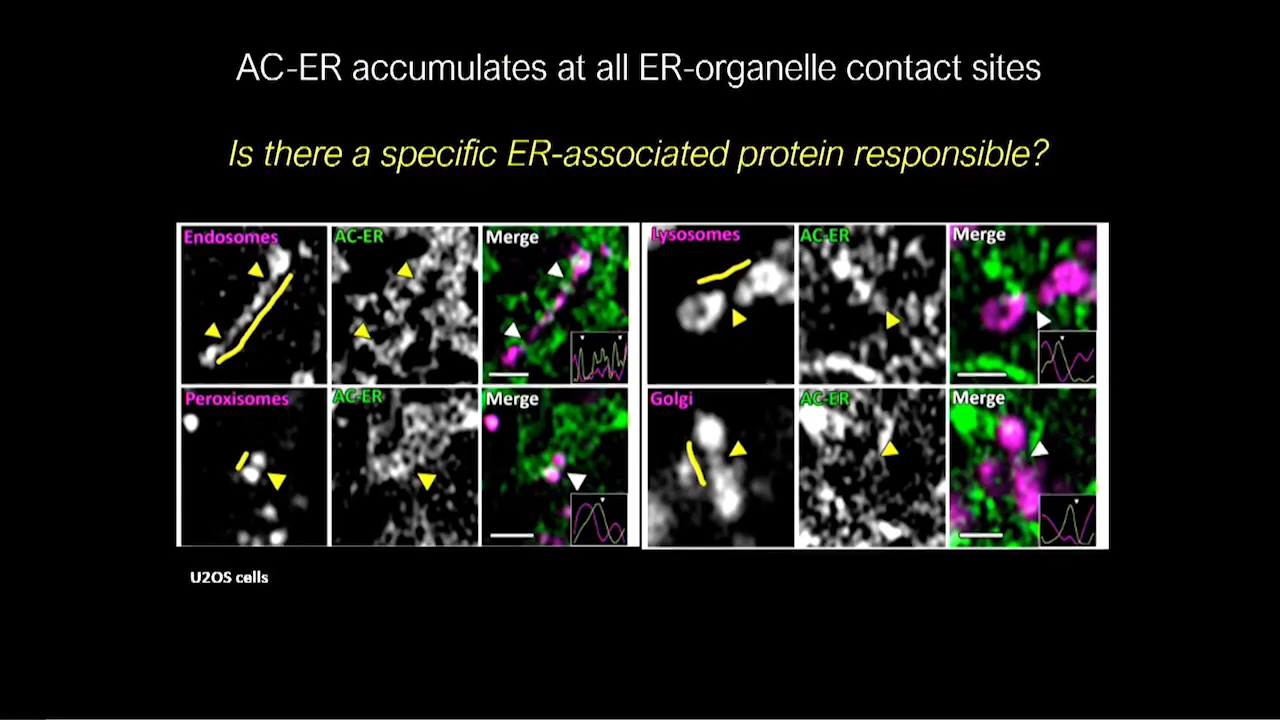 AC-ER accumulates at all ER-organelle contact sites
Is there a specific ER-associated protein responsible?
Endosomes
AC-ER
Merge
Lysosomes
AC-ER
Merge
Peroxisomes
AC-ER
Merge
Golgi
AC-ER
Merge
U2OS cells